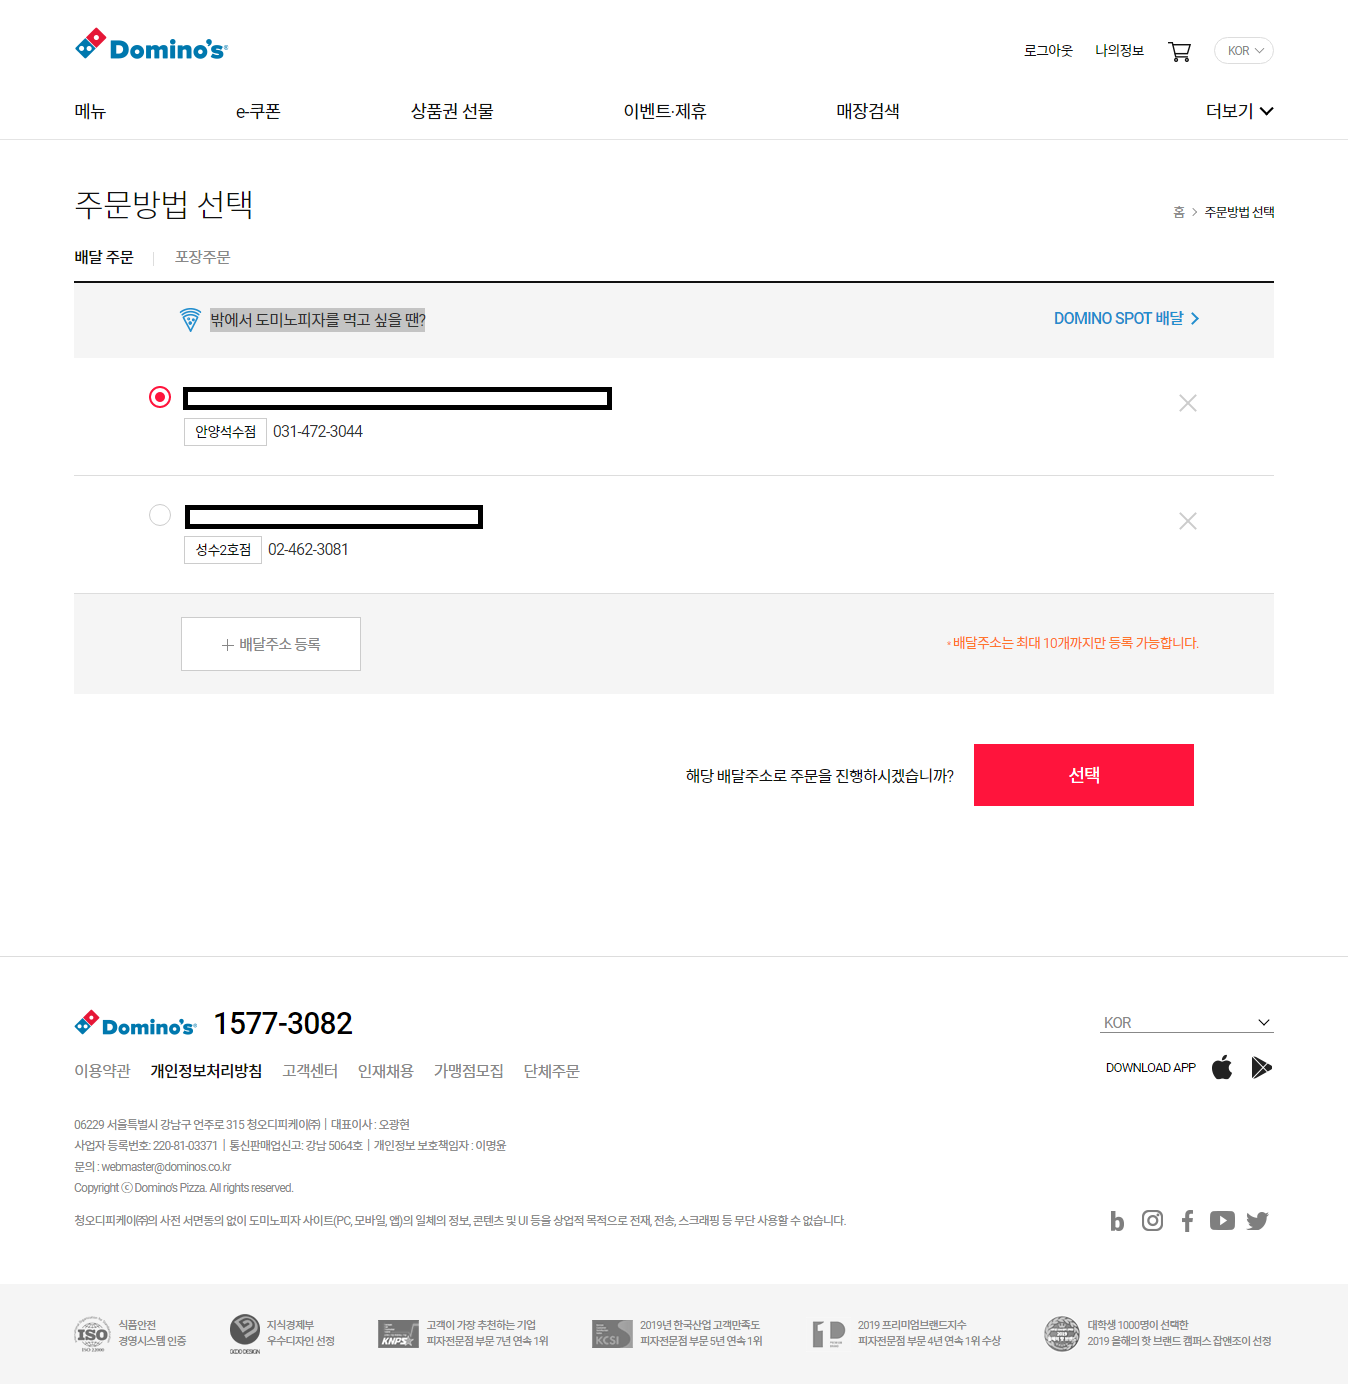 Domino's
로그아웃 나의정보 KOR
메뉴 e-쿠폰 상품권 선물 이벤트·제휴 매장검색 더보기
주문방법 선택
홈 > 주문방법 선택
배달 주문 포장주문
밖에서 도미노피자를 먹고 싶을 땐? DOMINO SPOT 배달
안양석수점 031-472-3044
성수2호점 02-462-3081
배달주소 등록 *배달주소는 최대 10개까지만 등록 가능합니다.
해당 배달주소로 주문을 진행하시겠습니까? 선택
Domino's 1577-3082 KOR
이용약관 개인정보처리방침 고객센터 인재채용 가맹점모집 단체주문 DOWNLOAD APP
06229 서울특별시 강남구 언주로 315 청오디피케이㈜ | 대표이사 : 오광현
사업자 등록번호: 220-81-03371 | 통신판매업신고: 강남 5064호 | 개인정보 보호책임자 : 이명윤
문의 : webmaster@dominos.co.kr
Copyright ⓒ Domino's Pizza. All rights reserved.
청오디피케이㈜의 사전 서면동의 없이 도미노피자 사이트(PC, 모바일, 앱)의 일체의 정보, 콘텐츠 및 UI 등을 상업적 목적으로 전재, 전송, 스크래핑 등 무단 사용할 수 없습니다.
ISO
식품안전
경영시스템 인증
지식경제부
우수디자인 선정
KNPS
고객이 가장 추천하는 기업
피자전문점 부문 7년 연속 1위
KCSI
2019년 한국산업 고객만족도
피자전문점 부문 5년 연속 1위
2019 프리미엄브랜드지수
피자전문점 부문 4년 연속 1위 수상
대학생 1000명이 선택한
2019 올해의 핫 브랜드 캠퍼스 잡앤조이 선정